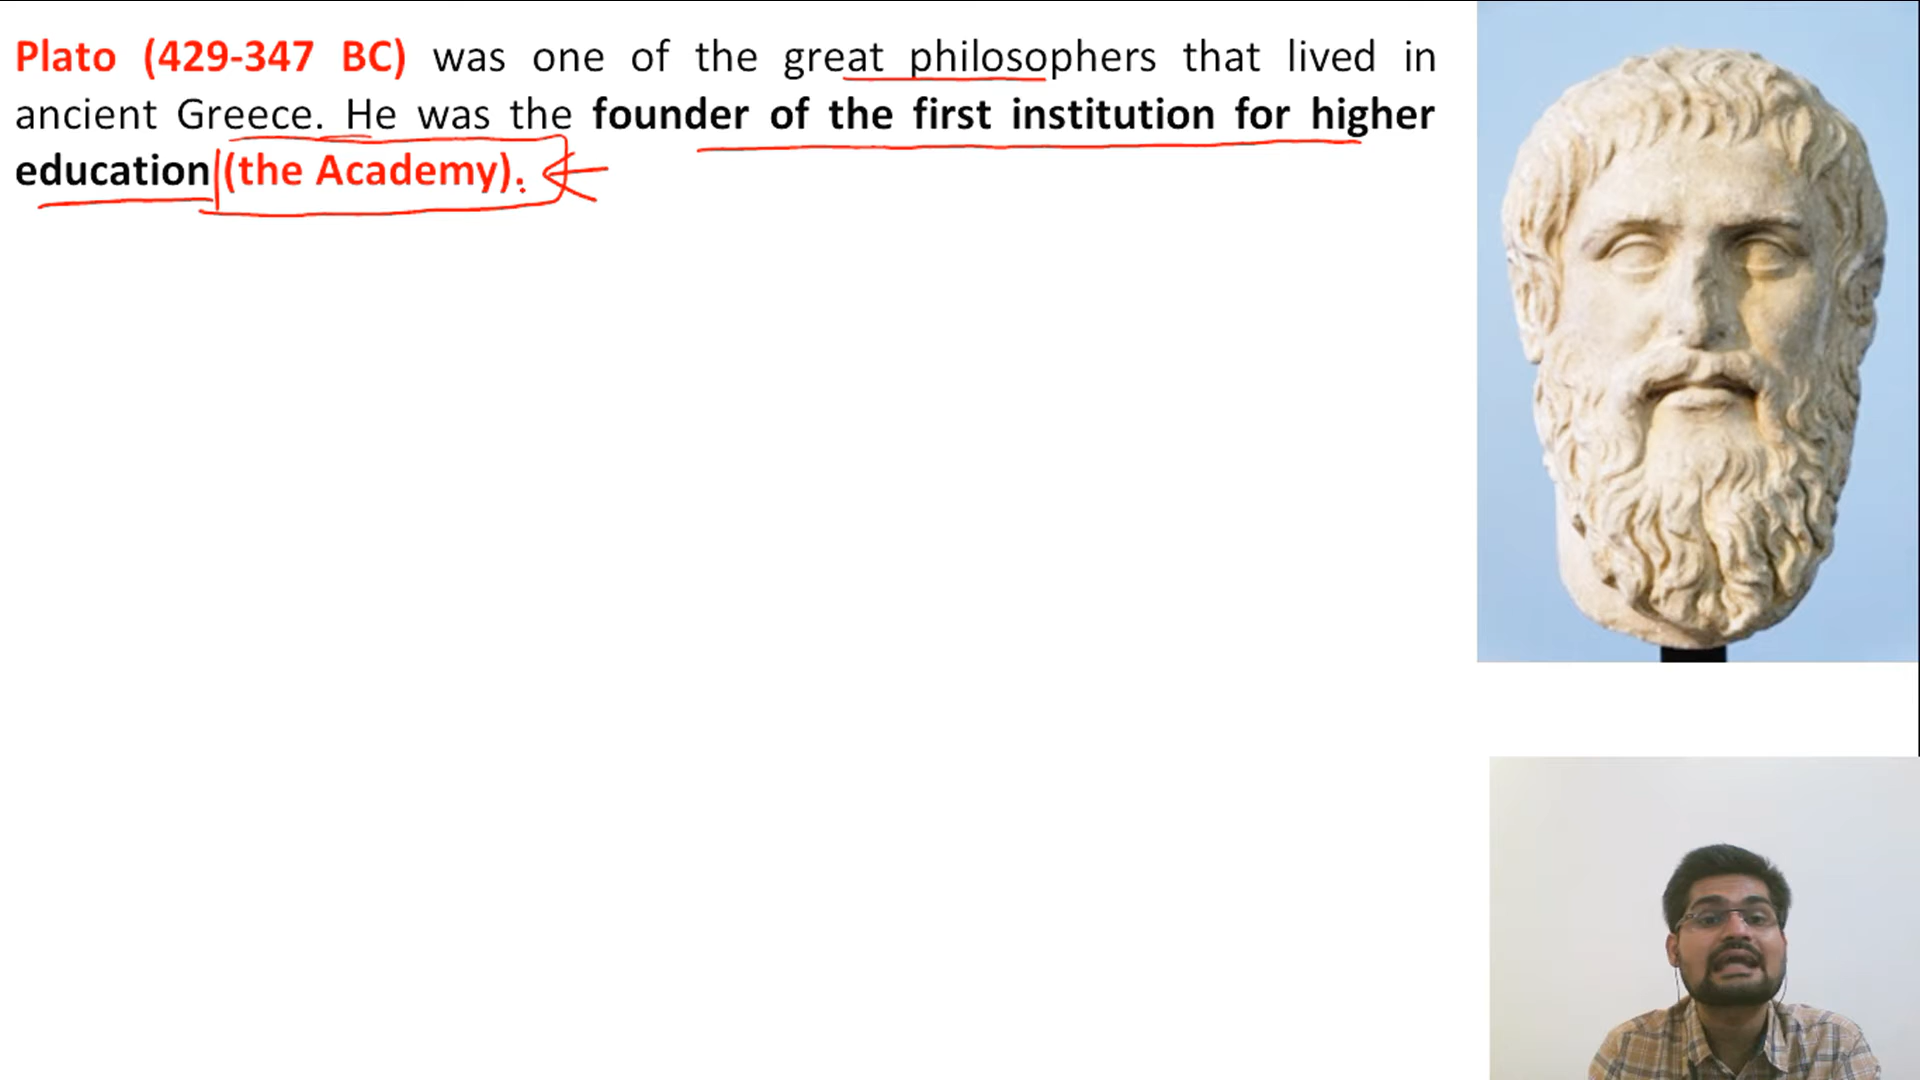 Plato (429-347 BC) was one of the great philosophers that lived in
ancient Greece. He was the founder of the first institution for higher
education (the Academy).